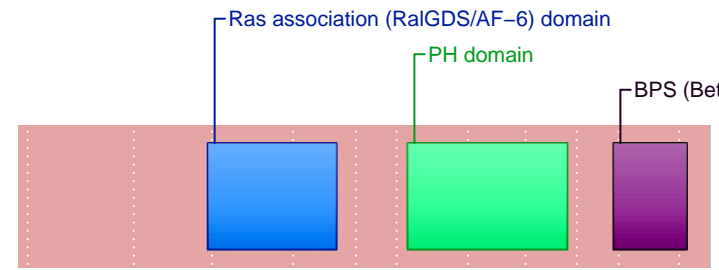 Ras association (RalGDS/AF−6) domain
PH domain
BPS (Bet